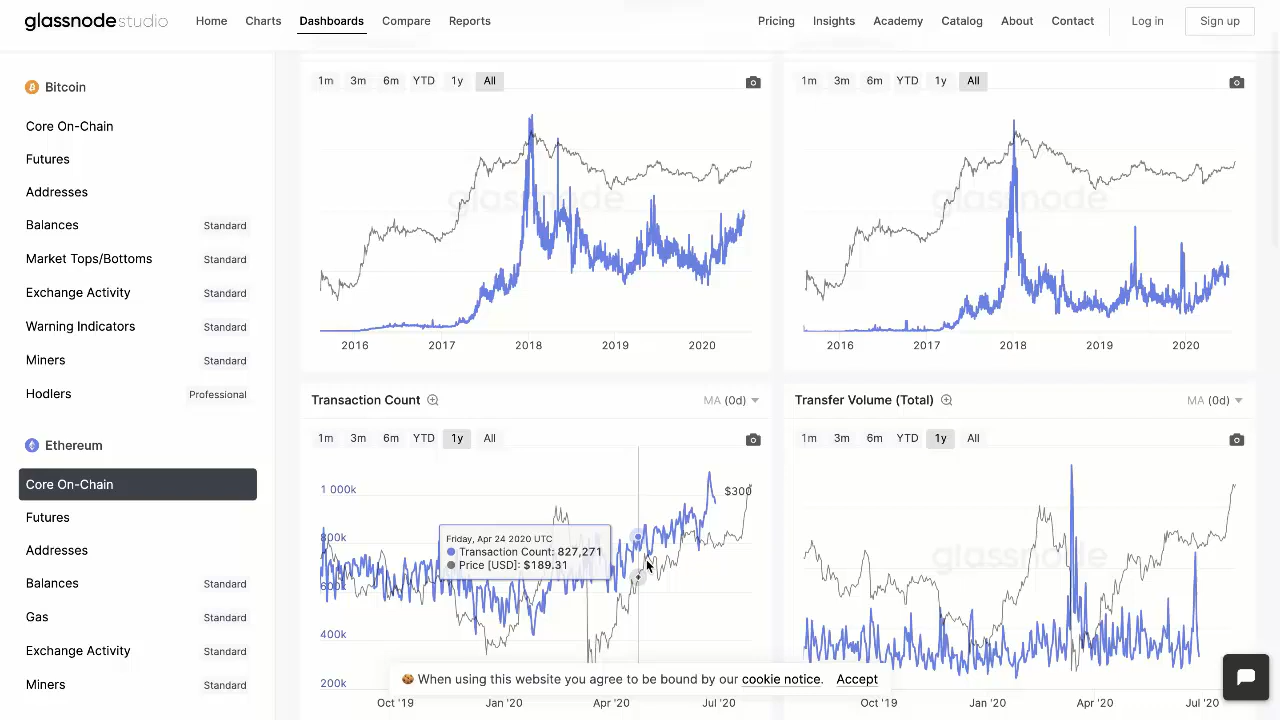 glassnode studio Home Charts Dashboards Compare Reports Pricing Insights Academy Catalog About Contact Log in Sign up
Bitcoin
Core On-Chain
Futures
Addresses
Balances Standard
Market Tops/Bottoms Standard
Exchange Activity Standard
Warning Indicators Standard
Miners Standard
Hodlers Professional
Ethereum
Core On-Chain
Futures
Addresses
Balances Standard
Gas Standard
Exchange Activity Standard
Miners Standard
1m 3m 6m YTD 1y All
glassnode
2016 2017 2018 2019 2020
1m 3m 6m YTD 1y All
glassnode
2016 2017 2018 2019 2020
Transaction Count MA (0d)
1m 3m 6m YTD 1y All
1 000k
$300
800k
600k
400k
200k
Friday, Apr 24 2020 UTC
Transaction Count: 827,271
Price [USD]: $189.31
Oct '19 Jan '20 Apr '20 Jul '20
Transfer Volume (Total) MA (0d)
1m 3m 6m YTD 1y All
glassnode
Oct '19 Jan '20 Apr '20 Jul '20
When using this website you agree to be bound by our cookie notice. Accept